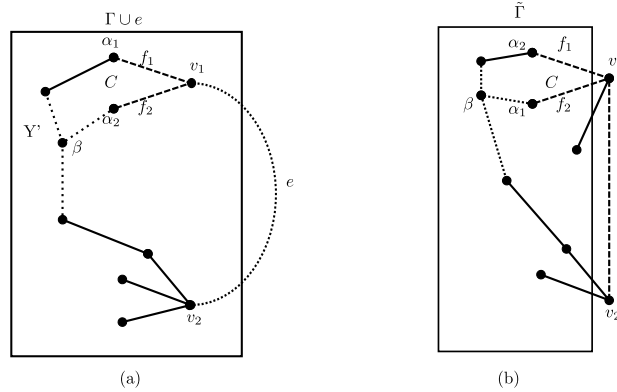 Γ ∪ e
α₁ f₁ v₁
C
α₂ f₂
Y' β
e
v₂
(a)
Γ̃
α₂ f₁
v
C
β α₁ f₂
v₂
(b)